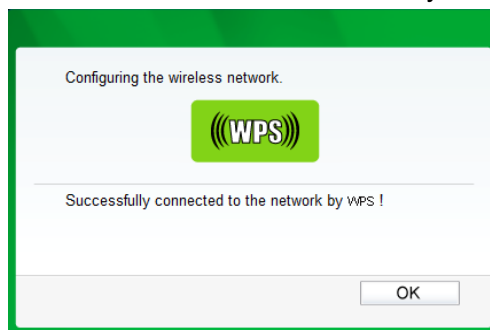 Configuring the wireless network.
(((WPS)))
Successfully connected to the network by WPS !
OK